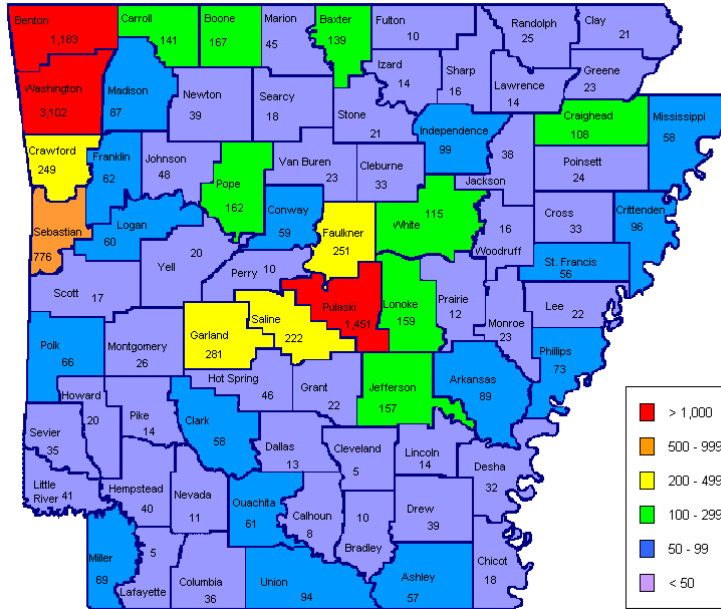 Benton
1,183
Carroll
141
Boone
167
Marion
45
Baxter
139
Fulton
10
Randolph
25
Clay
21
Washington
3,102
Madison
87
Newton
39
Searcy
18
Stone
21
Izard
14
Sharp
16
Lawrence
14
Greene
23
Independence
99
Craighead
108
Mississippi
58
Crawford
249
Franklin
62
Johnson
48
Pope
162
Van Buren
23
Cleburne
33
38
Jackson
Poinsett
24
Sebastian
776
Logan
60
Conway
59
Faulkner
251
White
115
16
Woodruff
Cross
33
Crittenden
96
St. Francis
56
Scott
17
Yell
20
Perry
10
Pulaski
1,451
Lonoke
159
Prairie
12
Monroe
23
Lee
22
Phillips
73
Polk
66
Montgomery
26
Garland
281
Saline
222
Hot Spring
46
Grant
22
Jefferson
157
Arkansas
89
Howard
20
Pike
14
Clark
58
Dallas
13
Cleveland
5
Lincoln
14
Desha
32
Sevier
35
Little
River
41
Hempstead
40
Nevada
11
Ouachita
61
Calhoun
8
10
Bradley
Drew
39
Chicot
18
Miller
69
5
Lafayette
Columbia
36
Union
94
Ashley
57
> 1,000
500 - 999
200 - 499
100 - 299
50 - 99
< 50